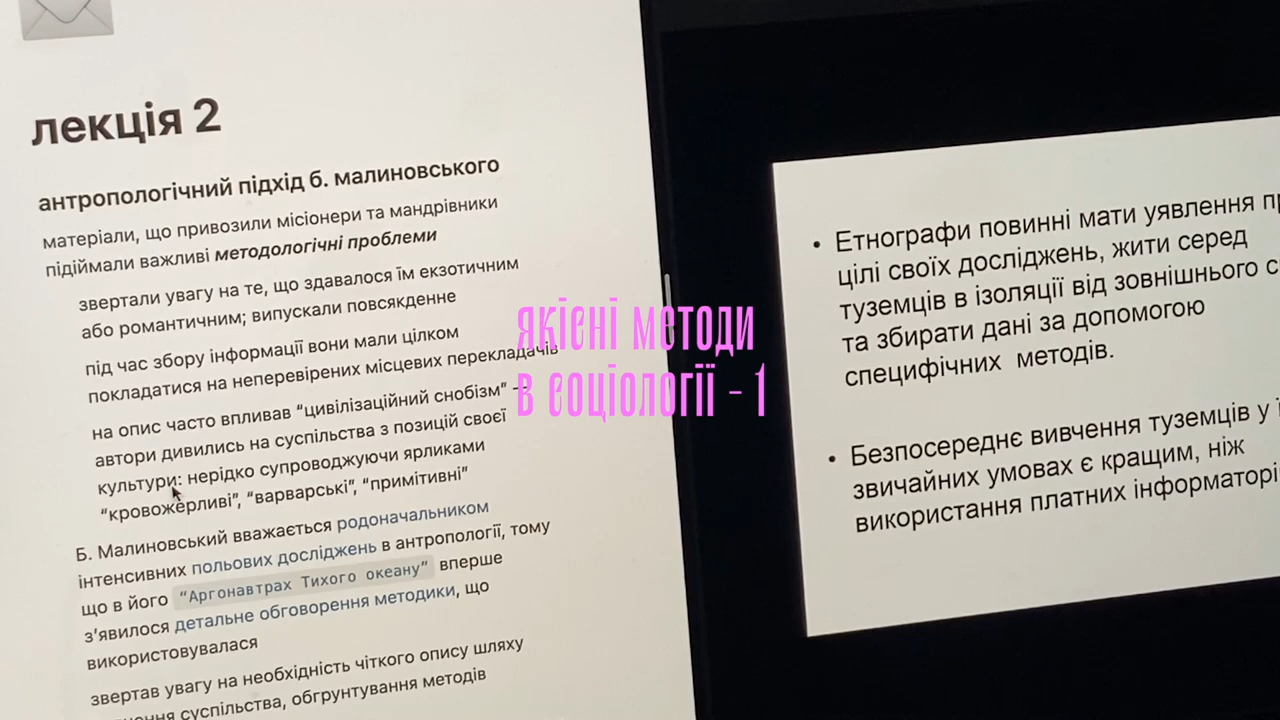 лекція 2
антропологічний підхід б. малиновського
матеріали, що привозили місіонери та мандрівники
підіймали важливі методологічні проблеми
звертали увагу на те, що здавалося їм екзотичним
або романтичним; випускали повсякденне
під час збору інформації вони мали цілком
покладатися на неперевірених місцевих перекладачів
на опис часто впливав “цивілізаційний снобізм” –
автори дивились на суспільства з позицій своєї
культури: нерідко супроводжуючи ярликами
“кровожерливі”, “варварські”, “примітивні”
Б. Малиновський вважається родоначальником
інтенсивних польових досліджень в антропології, тому
що в його “Аргонавтрах Тихого океану” вперше
з’явилося детальне обговорення методики, що
використовувалася
звертав увагу на необхідність чіткого опису шляху
суспільства, обгрунтування методів
якісні методи
в соціології - 1
• Етнографи повинні мати уявлення
цілі своїх досліджень, жити серед
туземців в ізоляції від зовнішнього
та збирати дані за допомогою
специфічних методів.
• Безпосереднє вивчення туземців у
звичайних умовах є кращим, ніж
використання платних